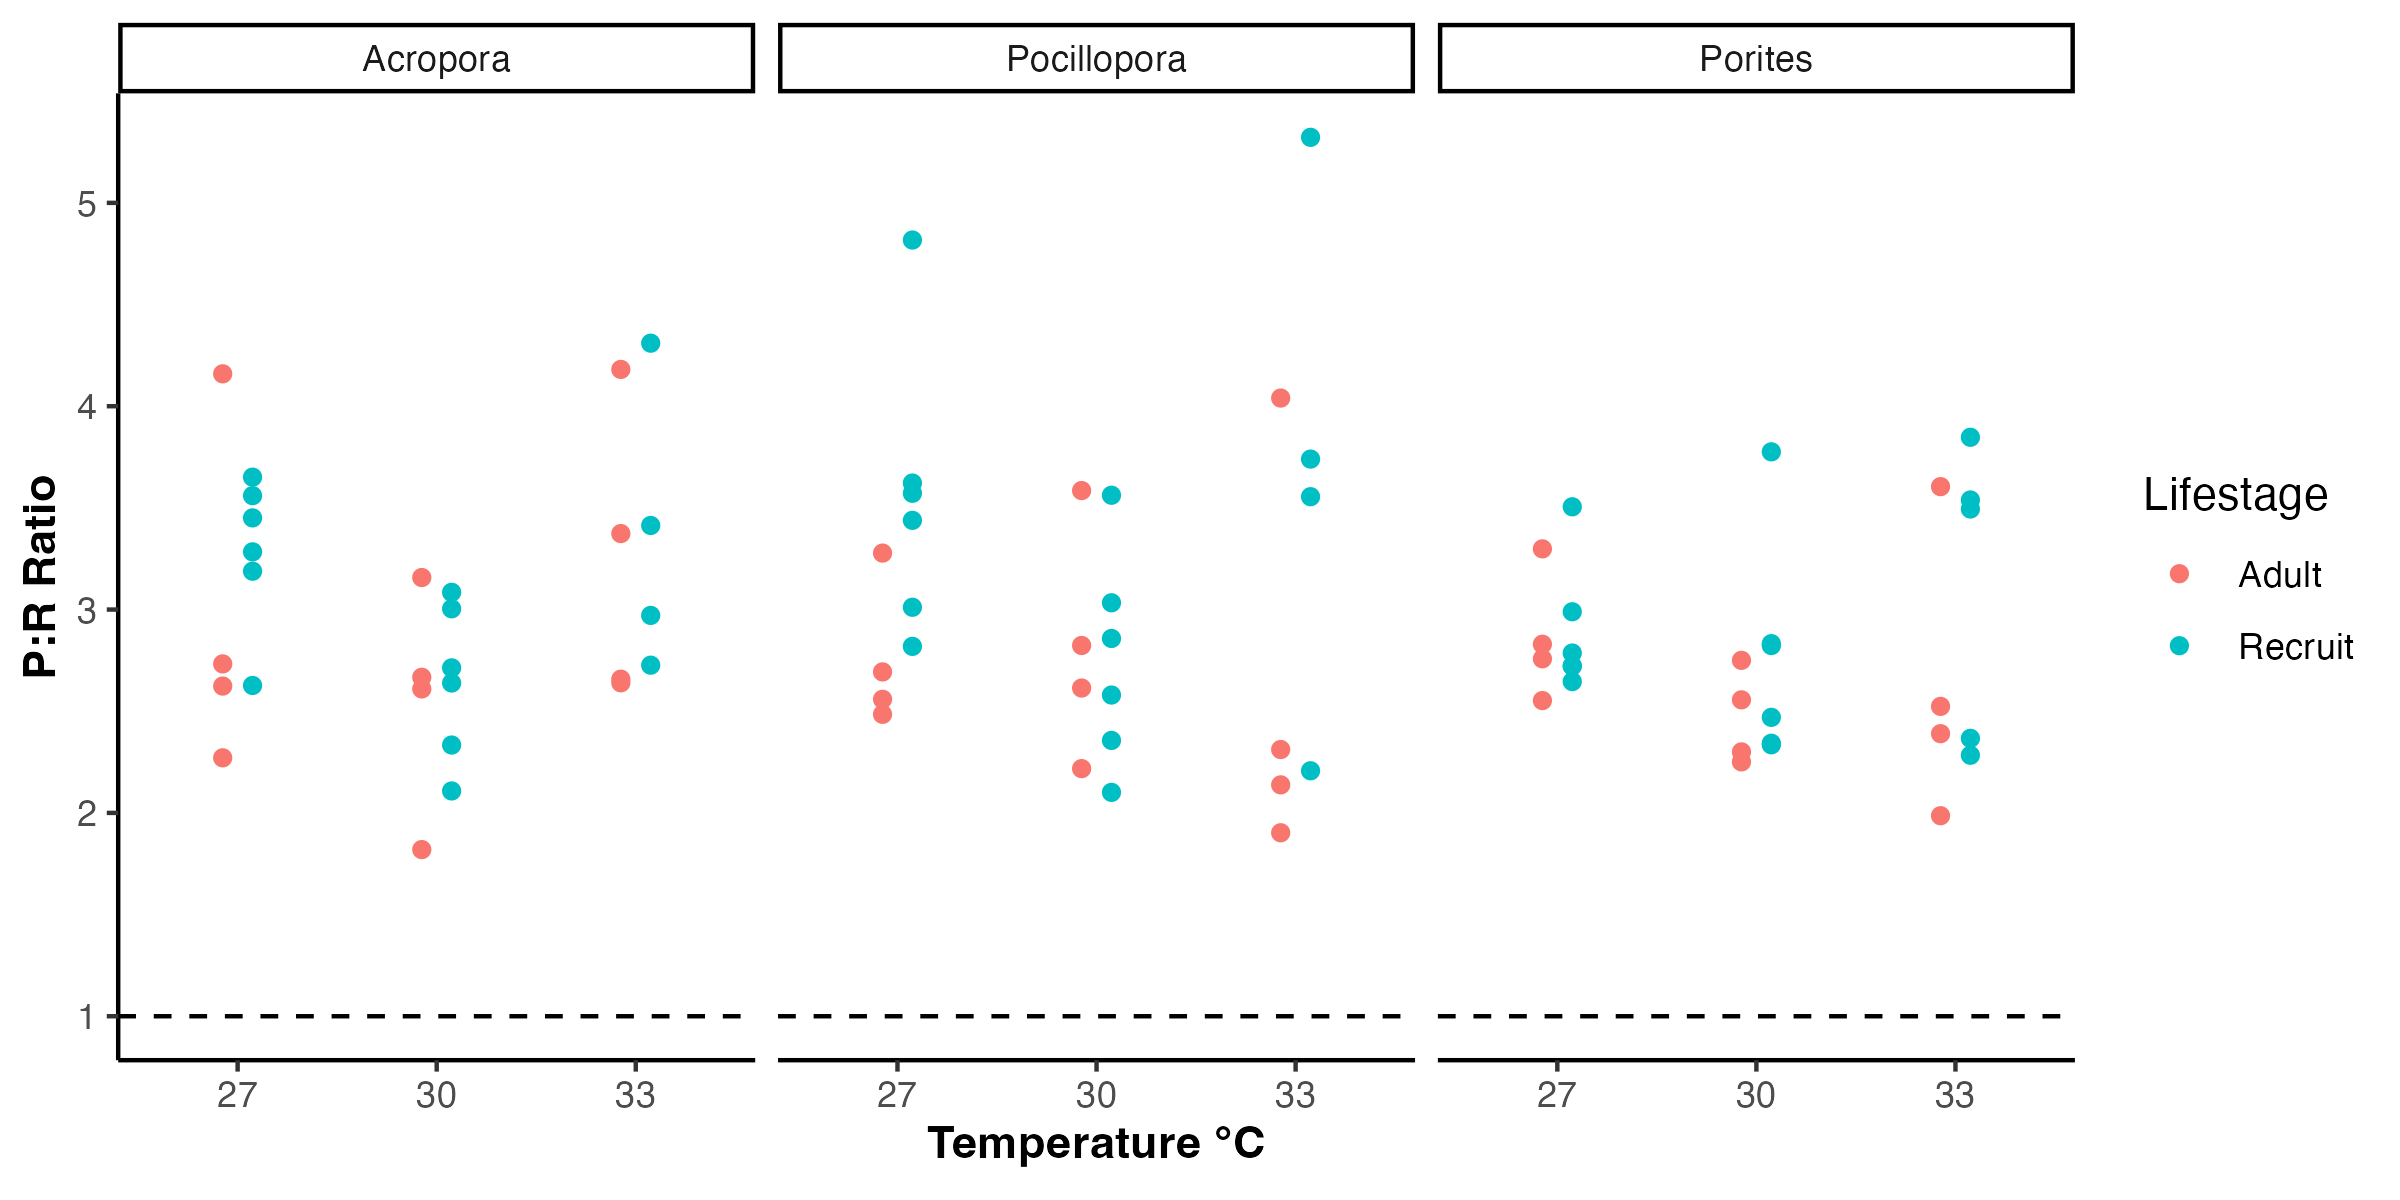 Acropora
Pocillopora
Porites
5
4
3
2
1
P:R Ratio
27
30
33
27
30
33
27
30
33
Temperature °C
Lifestage
Adult
Recruit